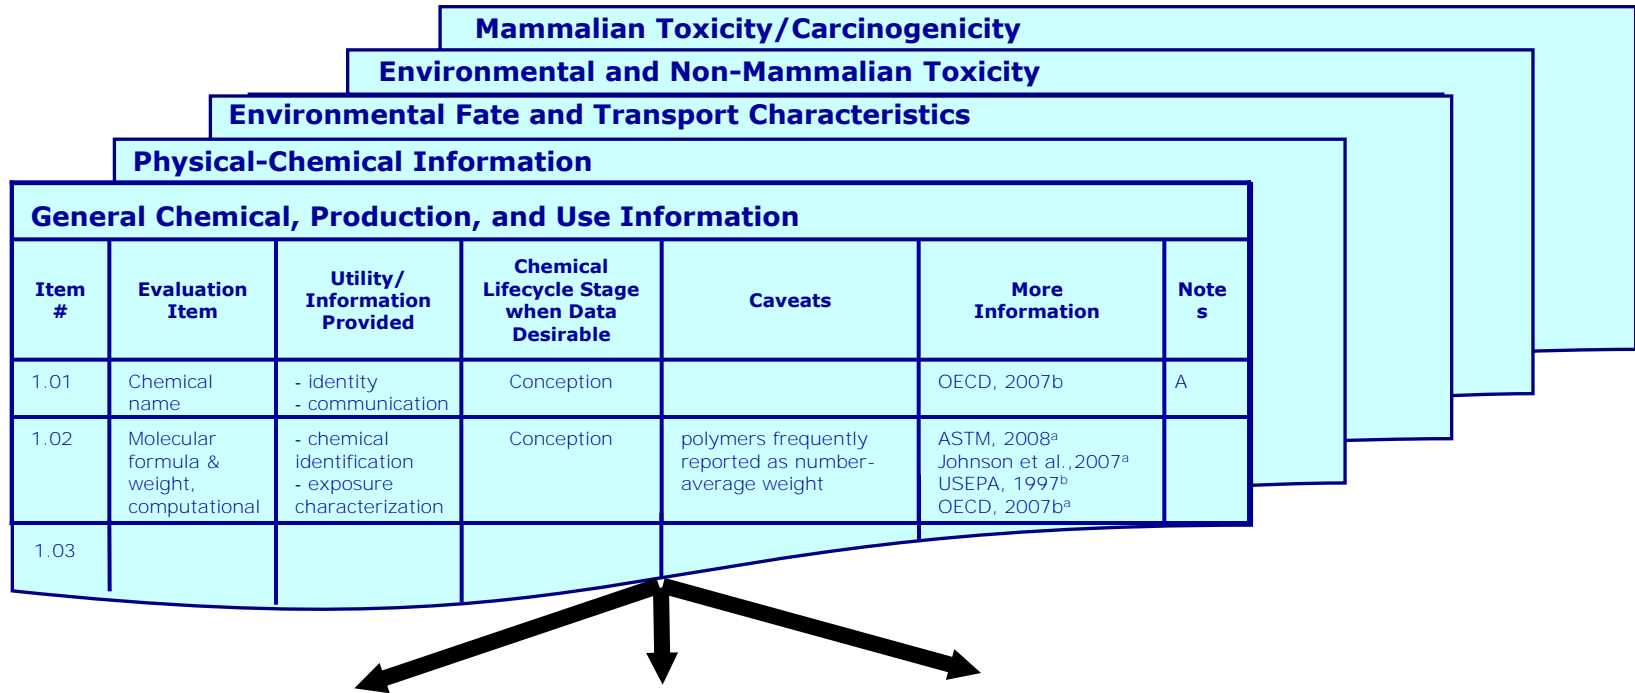 Mammalian Toxicity/Carcinogenicity
Environmental and Non-Mammalian Toxicity
Environmental Fate and Transport Characteristics
Physical-Chemical Information
General Chemical, Production, and Use Information
Item
#
Evaluation
Item
Utility/
Information
Provided
Chemical
Lifecycle Stage
when Data
Desirable
Caveats
More
Information
Note
s
1.01
Chemical
name
- identity
- communication
Conception
OECD, 2007b
A
1.02
Molecular
formula &
weight,
computational
- chemical
identification
- exposure
characterization
Conception
polymers frequently
reported as number-
average weight
ASTM, 2008ᵃ
Johnson et al.,2007ᵃ
USEPA, 1997ᵇ
OECD, 2007bᵃ
1.03